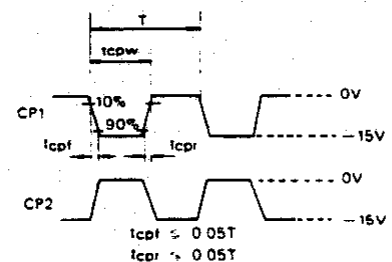 T
tcpw
10%
0V
CP1
90%
tcpf
tcpr
-15V
0V
CP2
-15V
tcpf ≤ 0.05T
tcpr ≤ 0.05T